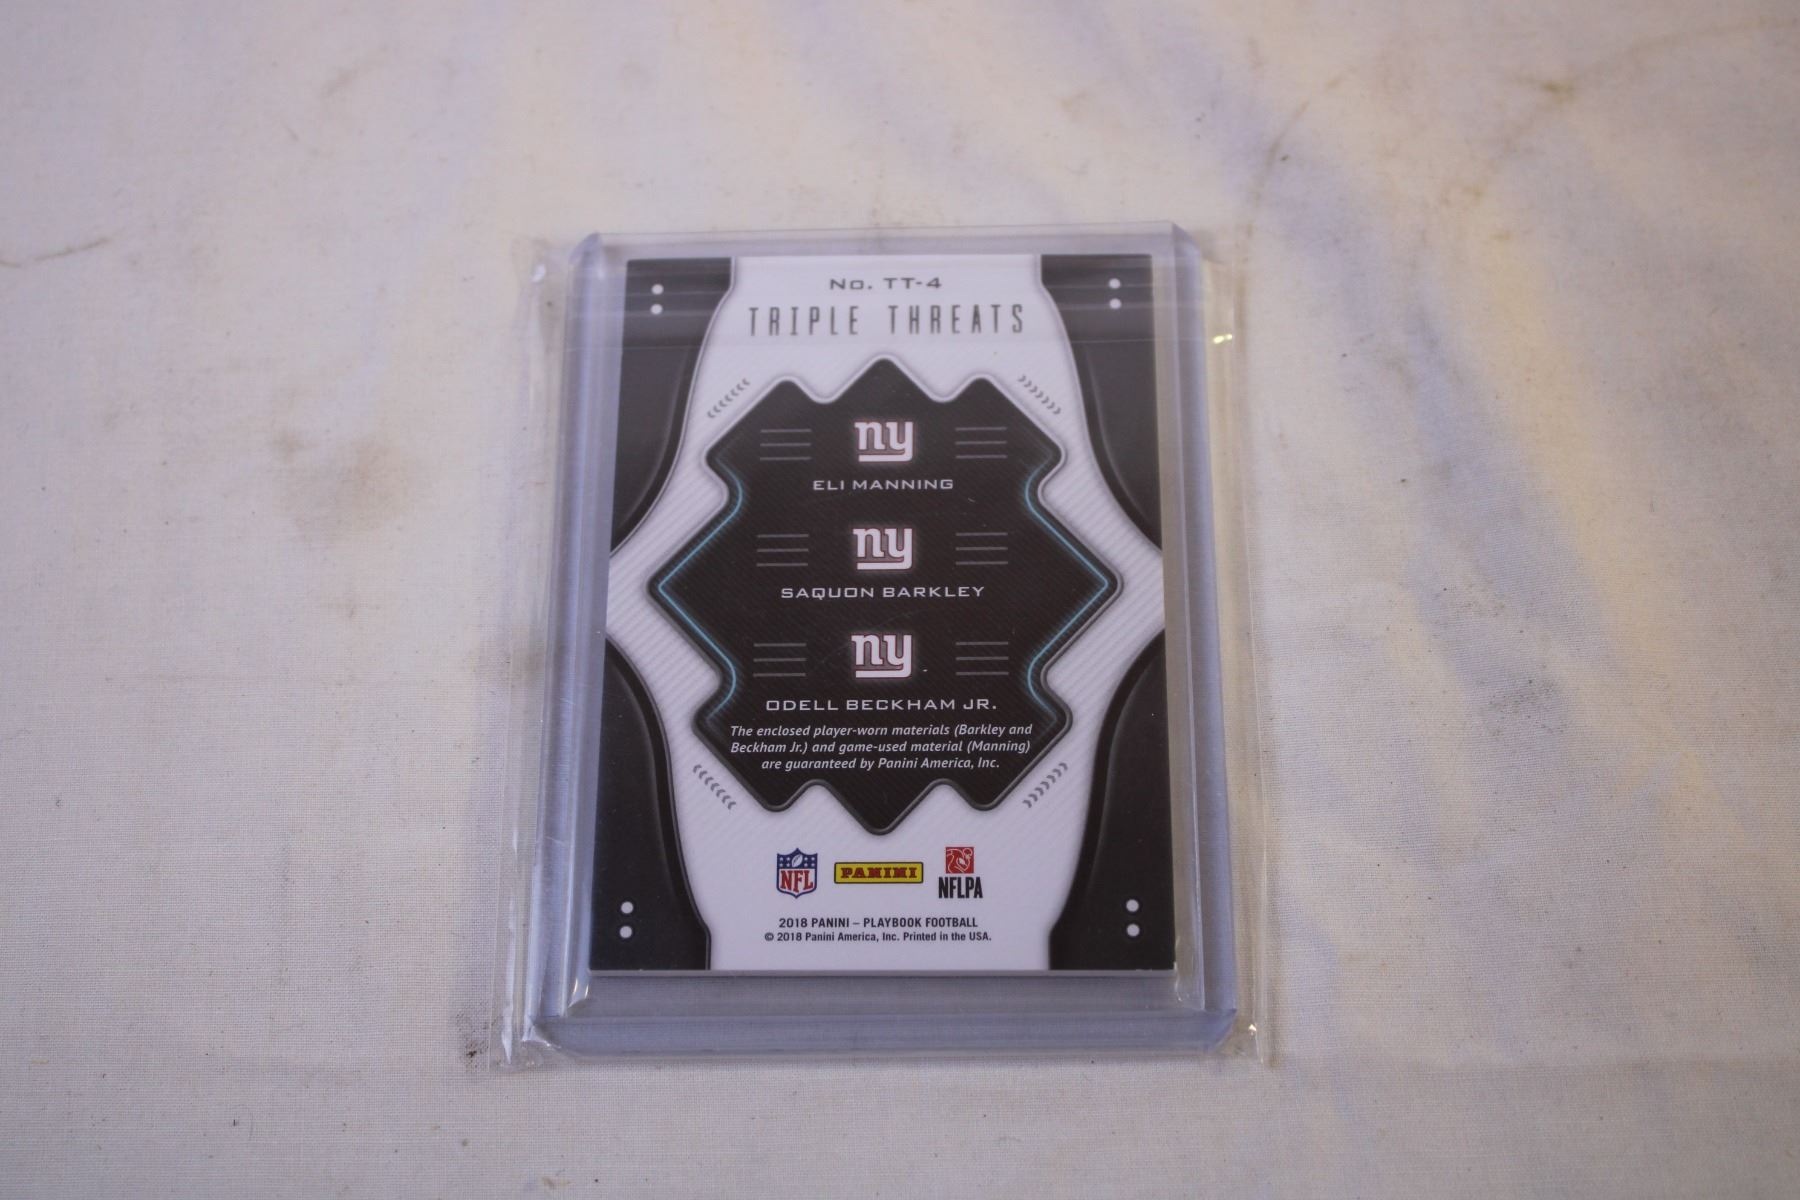 No. TT-4
TRIPLE THREATS
ny
ELI MANNING
ny
SAQUON BARKLEY
ny
ODELL BECKHAM JR.
The enclosed player-worn materials (Barkley and
Beckham Jr.) and game-used material (Manning)
are guaranteed by Panini America, Inc.
NFL PANINI NFLPA
2018 PANINI – PLAYBOOK FOOTBALL
© 2018 Panini America, Inc. Printed in the USA.